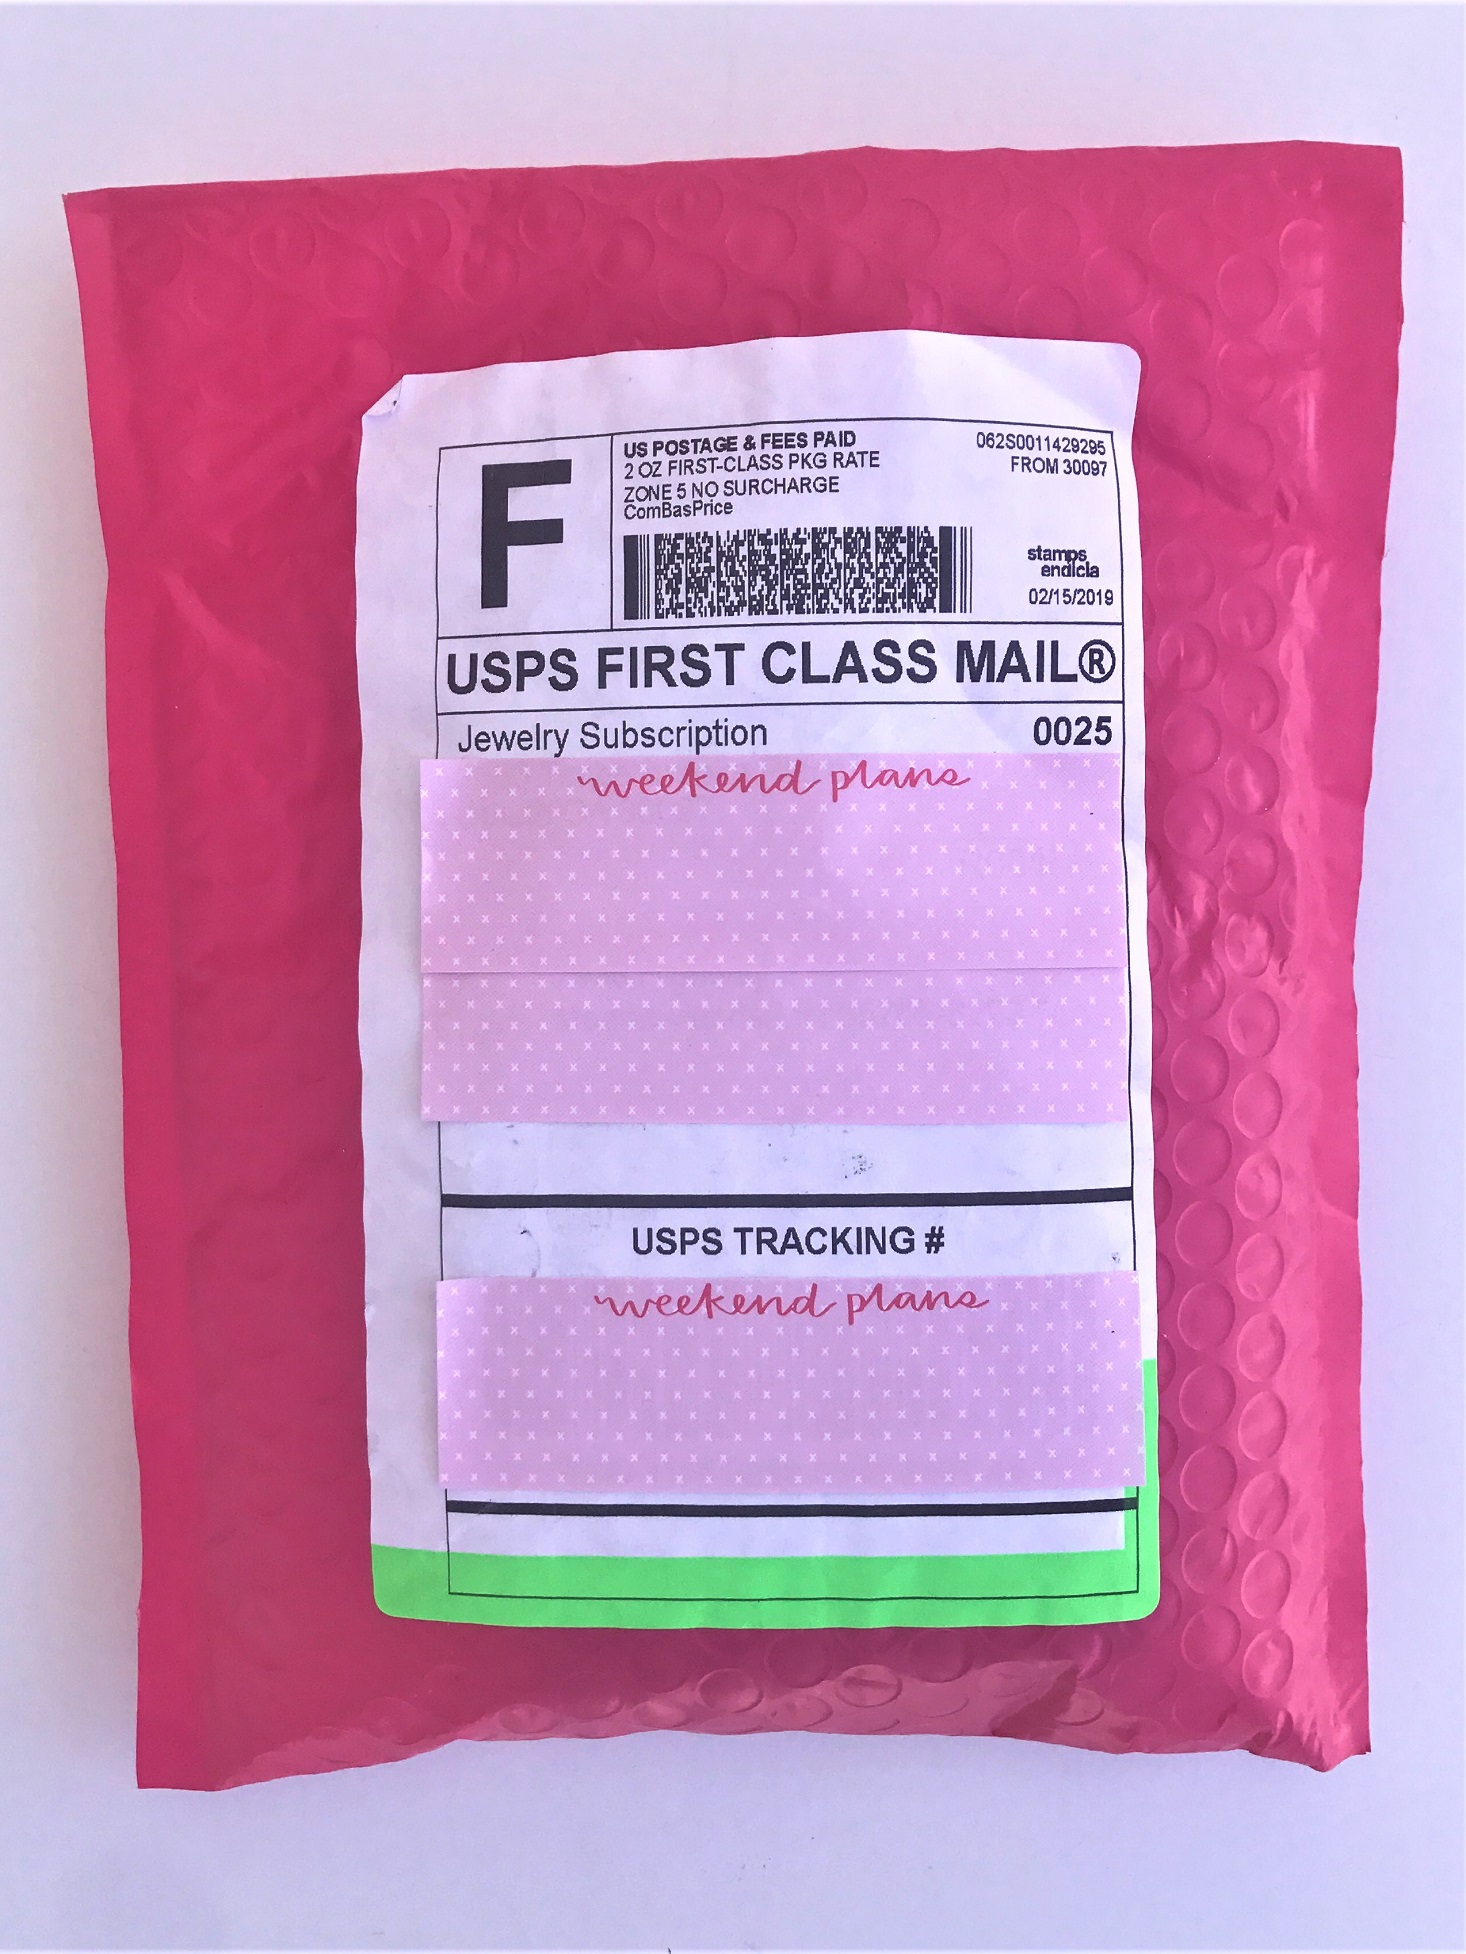 F
US POSTAGE & FEES PAID
2 OZ FIRST-CLASS PKG RATE
ZONE 5 NO SURCHARGE
ComBasPrice
062S0011429295
FROM 30097
stamps
endicia
02/15/2019
USPS FIRST CLASS MAIL®
Jewelry Subscription 0025
weekend plans
USPS TRACKING #
weekend plans